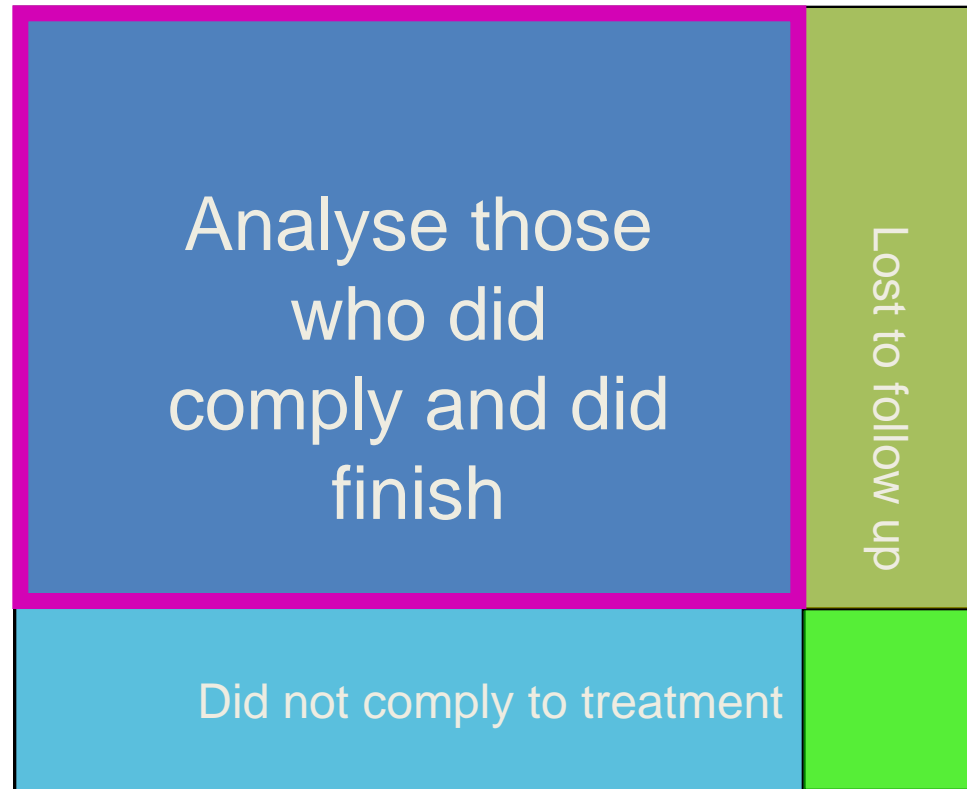 Analyse those
who did
comply and did
finish
Lost to follow up
Did not comply to treatment